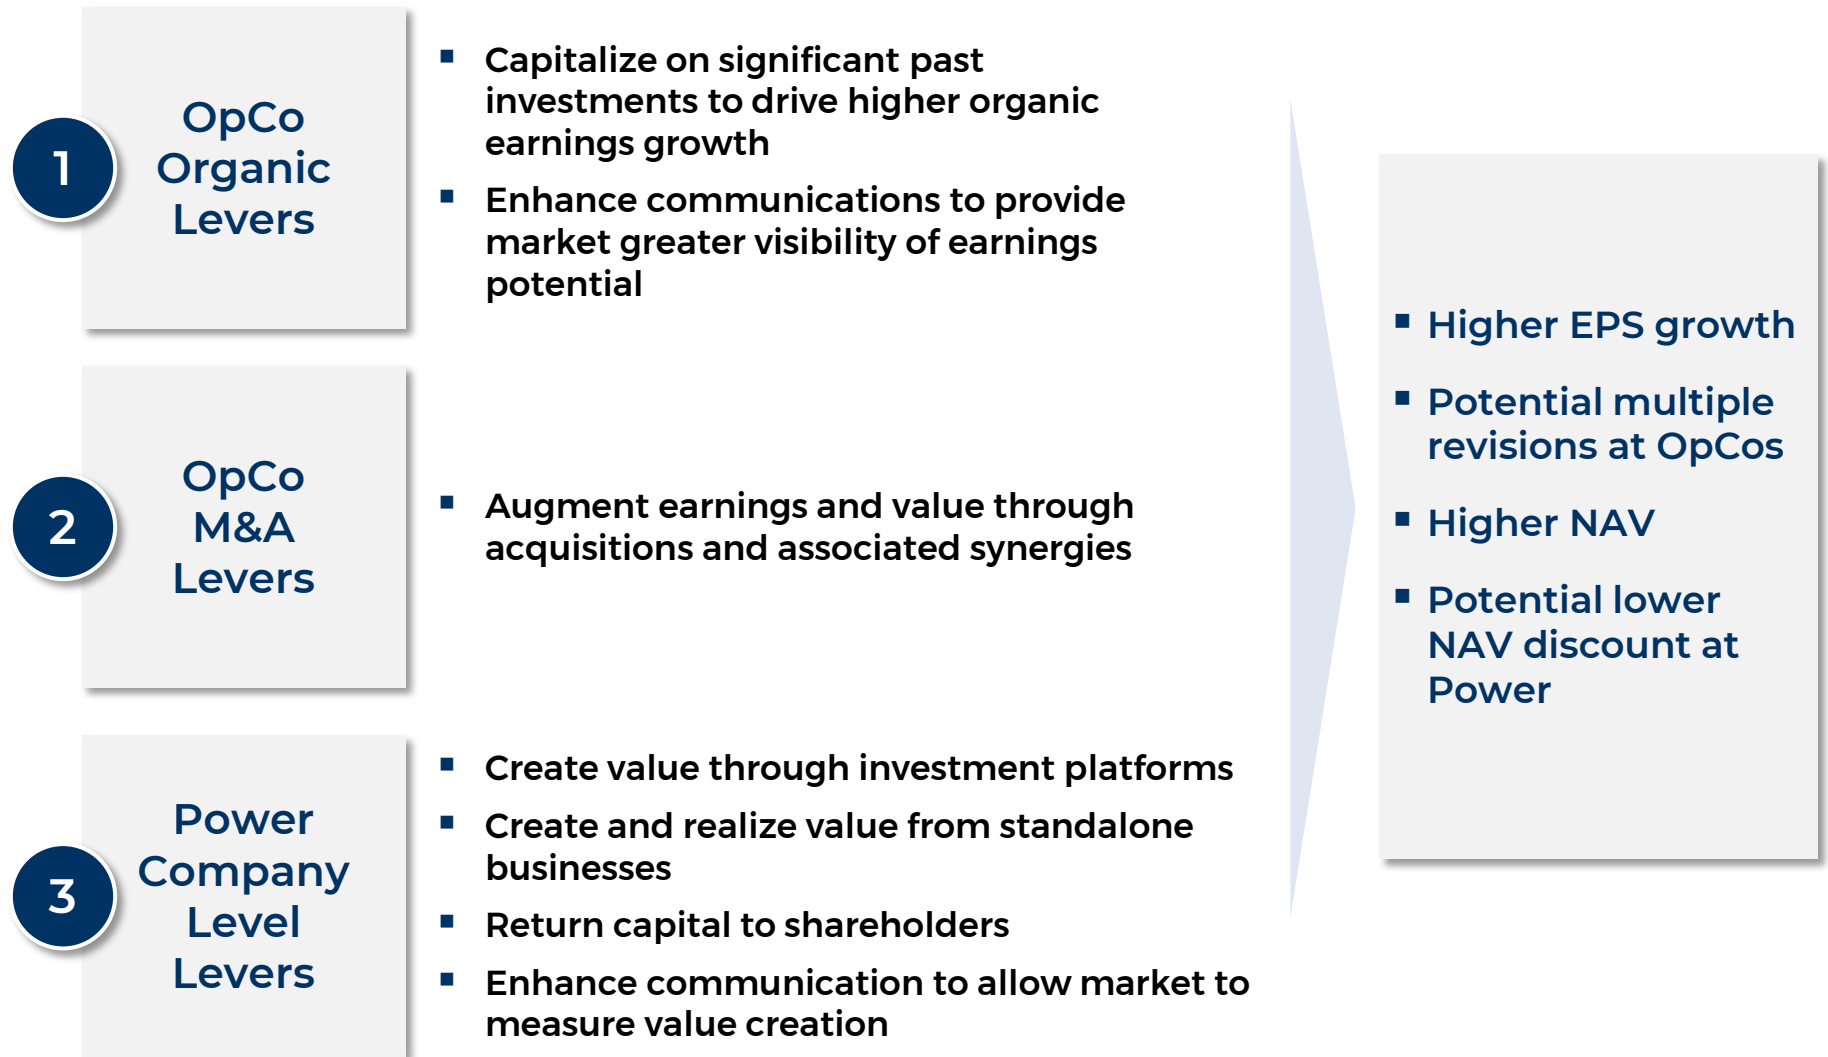 1
OpCo
Organic
Levers
▪ Capitalize on significant past
investments to drive higher organic
earnings growth
▪ Enhance communications to provide
market greater visibility of earnings
potential
2
OpCo
M&A
Levers
▪ Augment earnings and value through
acquisitions and associated synergies
3
Power
Company
Level
Levers
▪ Create value through investment platforms
▪ Create and realize value from standalone
businesses
▪ Return capital to shareholders
▪ Enhance communication to allow market to
measure value creation
▪ Higher EPS growth
▪ Potential multiple
revisions at OpCos
▪ Higher NAV
▪ Potential lower
NAV discount at
Power